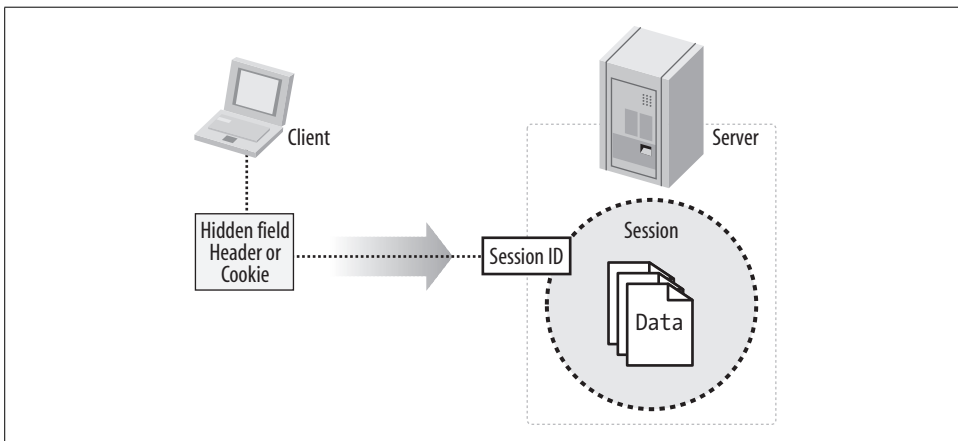 Client
Server
Hidden field
Header or
Cookie
Session ID
Session
Data